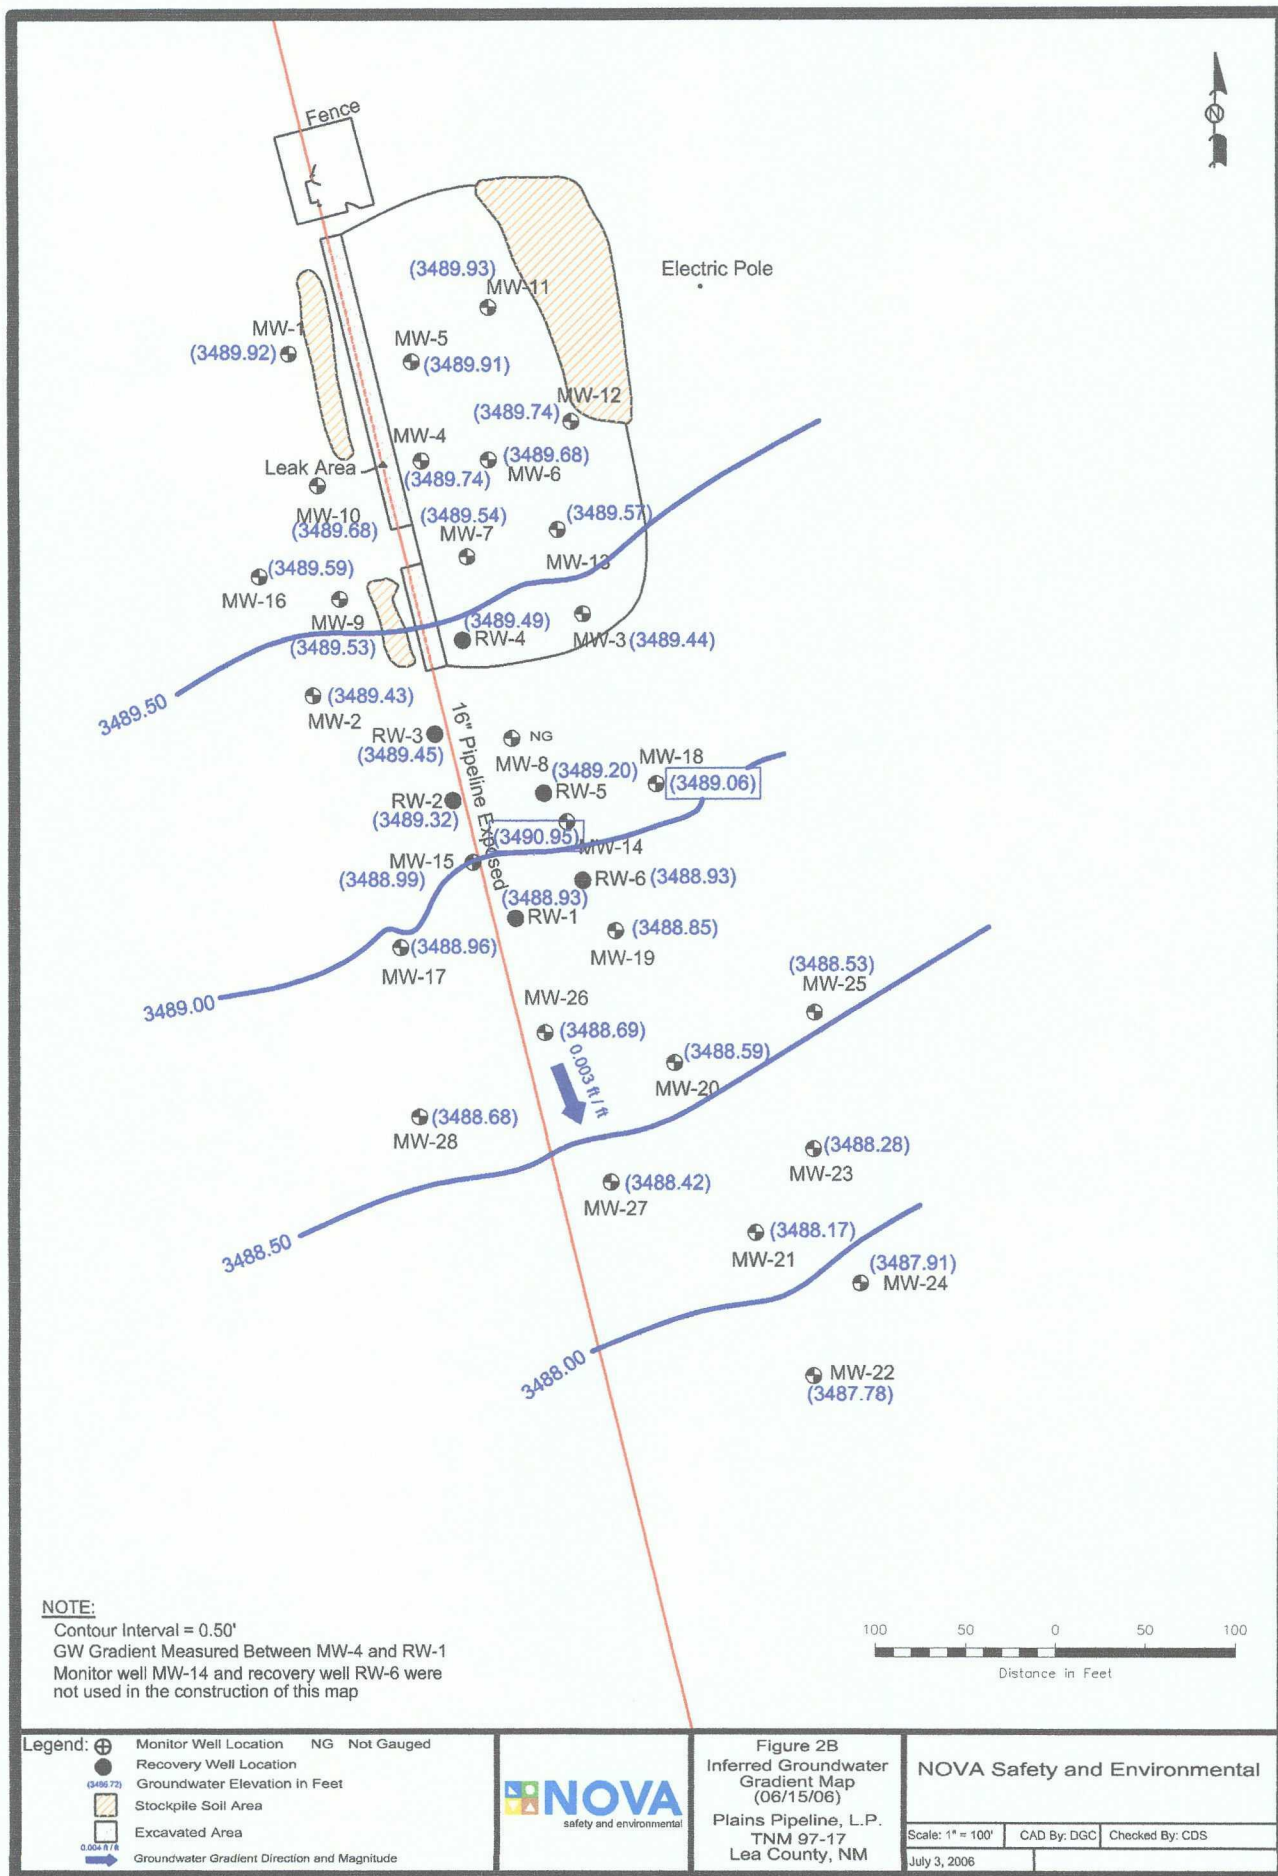 Fence
N
(3489.93)
MW-11
Electric Pole
MW-1
(3489.92)
MW-5
(3489.91)
MW-12
(3489.74)
MW-4
(3489.74)
(3489.68)
MW-6
Leak Area
MW-10
(3489.68)
(3489.54)
MW-7
(3489.57)
MW-13
(3489.59)
MW-16
MW-9
(3489.53)
(3489.49)
RW-4
MW-3 (3489.44)
3489.50
(3489.43)
MW-2
RW-3
(3489.45)
16" Pipeline Exposed
NG
MW-8
MW-18
(3489.06)
(3489.20)
RW-5
RW-2
(3489.32)
(3490.95)
MW-14
MW-15
(3488.99)
RW-6 (3488.93)
(3488.93)
RW-1
(3488.85)
MW-19
(3488.96)
MW-17
3489.00
(3488.53)
MW-25
MW-26
(3488.69)
0.003 ft / ft
(3488.59)
MW-20
(3488.68)
MW-28
(3488.28)
MW-23
(3488.42)
MW-27
3488.50
(3488.17)
MW-21
(3487.91)
MW-24
3488.00
MW-22
(3487.78)
NOTE:
Contour Interval = 0.50'
GW Gradient Measured Between MW-4 and RW-1
Monitor well MW-14 and recovery well RW-6 were
not used in the construction of this map
100 50 0 50 100
Distance in Feet
Legend:
Monitor Well Location NG Not Gauged
Recovery Well Location
(3486.72) Groundwater Elevation in Feet
Stockpile Soil Area
Excavated Area
0.004 ft / ft
Groundwater Gradient Direction and Magnitude
NOVA
safety and environmental
Figure 2B
Inferred Groundwater
Gradient Map
(06/15/06)
Plains Pipeline, L.P.
TNM 97-17
Lea County, NM
NOVA Safety and Environmental
Scale: 1" = 100' CAD By: DGC Checked By: CDS
July 3, 2006